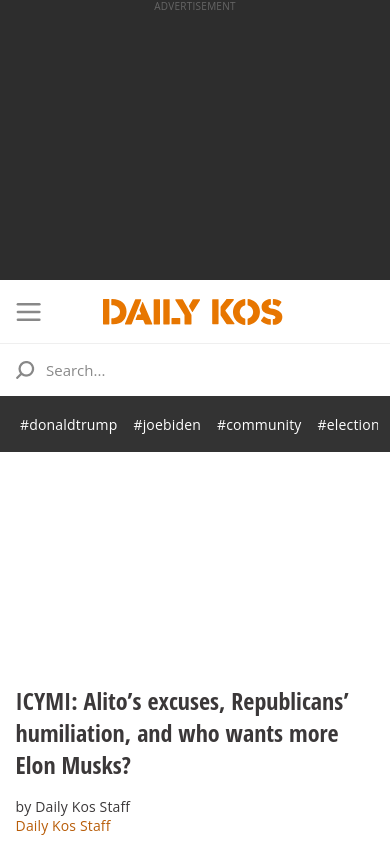 ADVERTISEMENT
DAILY KOS
Search...
#donaldtrump #joebiden #community #election
ICYMI: Alito’s excuses, Republicans’
humiliation, and who wants more
Elon Musks?
by Daily Kos Staff
Daily Kos Staff